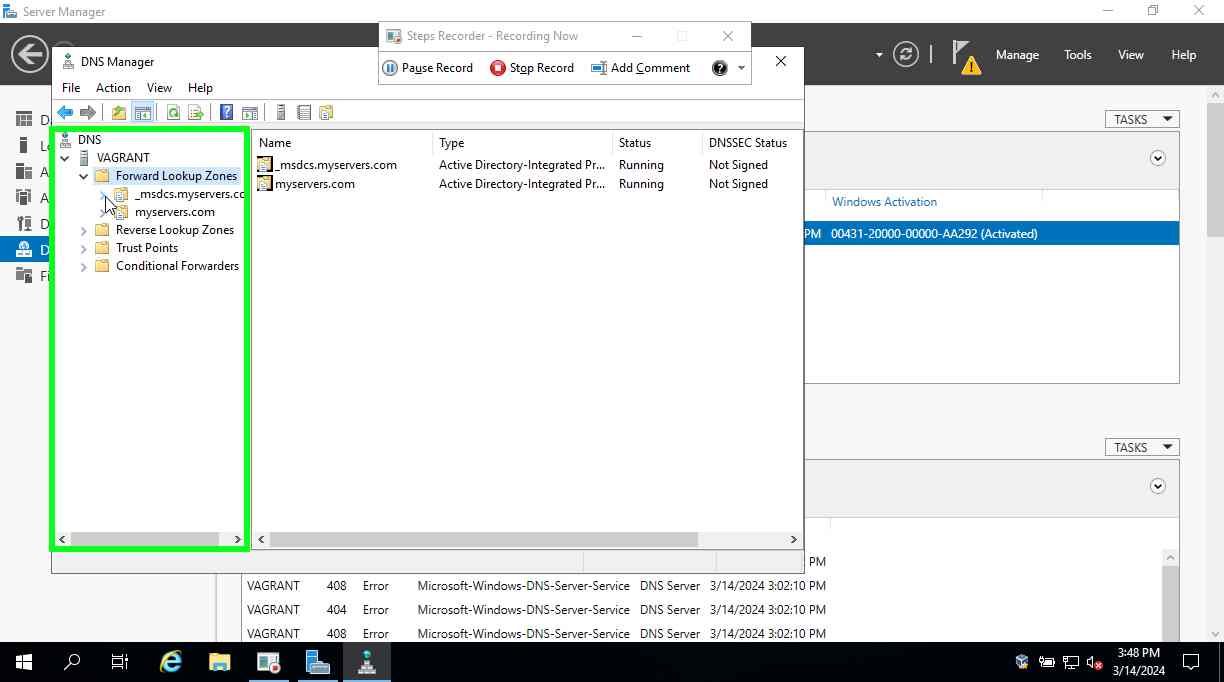 Server Manager
Steps Recorder - Recording Now
DNS Manager
Pause Record Stop Record Add Comment
Manage Tools View Help
File Action View Help
TASKS
DNS
VAGRANT
Forward Lookup Zones
_msdcs.myservers.cc
myservers.com
Reverse Lookup Zones
Trust Points
Conditional Forwarders
Name Type Status DNSSEC Status
_msdcs.myservers.com Active Directory-Integrated Pr... Running Not Signed
myservers.com Active Directory-Integrated Pr... Running Not Signed
Windows Activation
PM 00431-20000-00000-AA292 (Activated)
TASKS
PM
VAGRANT 408 Error Microsoft-Windows-DNS-Server-Service DNS Server 3/14/2024 3:02:10 PM
VAGRANT 404 Error Microsoft-Windows-DNS-Server-Service DNS Server 3/14/2024 3:02:10 PM
VAGRANT 408 Error Microsoft-Windows-DNS-Server-Service DNS Server 3/14/2024 3:02:10 PM
3:48 PM
3/14/2024